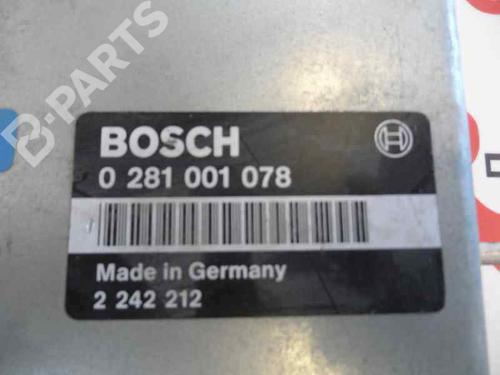 B-PARTS
BOSCH
0 281 001 078
Made in Germany
2 242 212